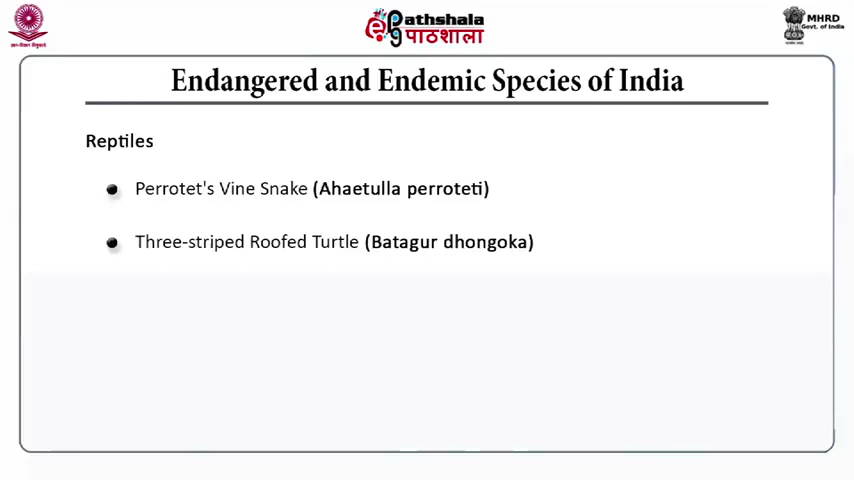 ePathshala
पाठशाला
MHRD
Govt. of India
Endangered and Endemic Species of India
Reptiles
Perrotet's Vine Snake (Ahaetulla perroteti)
Three-striped Roofed Turtle (Batagur dhongoka)